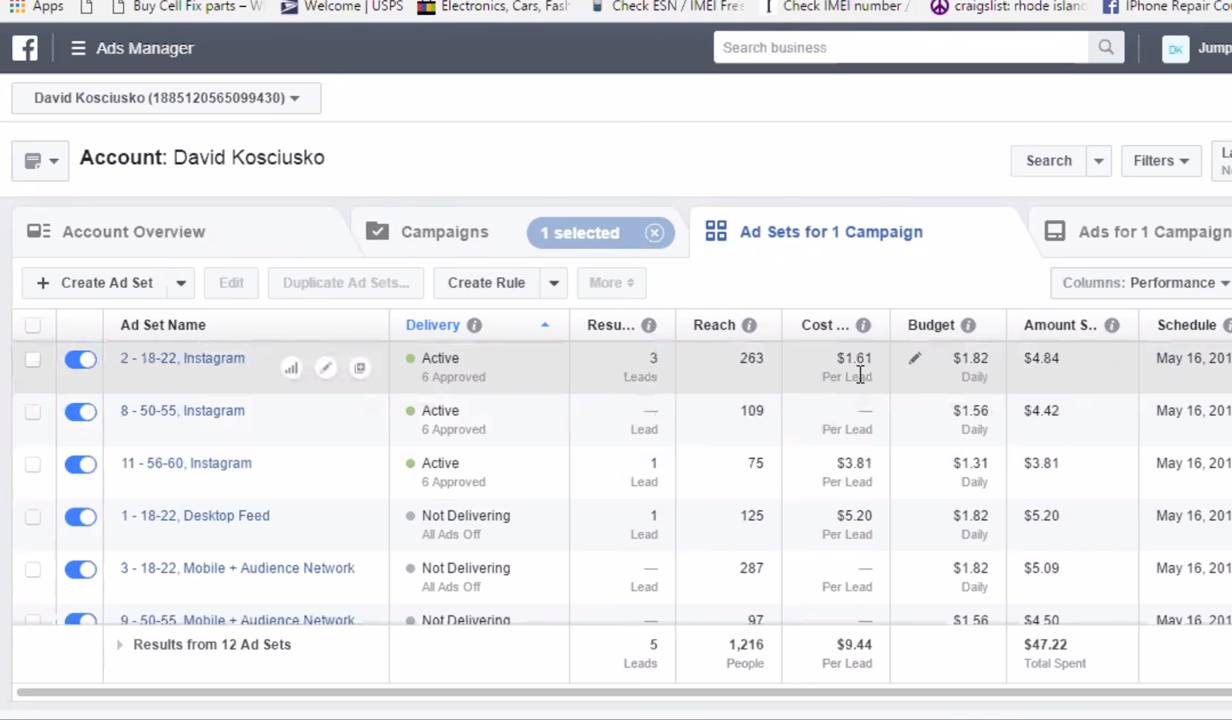 Apps Buy Cell Fix parts – W Welcome | USPS Electronics, Cars, Fash Check ESN / IMEI Free Check IMEI number / craigslist: rhode island IPhone Repair Cou
Ads Manager Search business DK Jump
David Kosciusko (1885120565099430)
Account: David Kosciusko Search Filters La
N
Account Overview Campaigns 1 selected Ad Sets for 1 Campaign Ads for 1 Campaign
+ Create Ad Set Edit Duplicate Ad Sets... Create Rule More Columns: Performance
Ad Set Name Delivery Resu... Reach Cost ... Budget Amount S.. Schedule
2 - 18-22, Instagram Active 3 263 $1.61 $1.82 $4.84 May 16, 201
6 Approved Leads Per Lead Daily
8 - 50-55, Instagram Active — 109 — $1.56 $4.42 May 16, 201
6 Approved Lead Per Lead Daily
11 - 56-60, Instagram Active 1 75 $3.81 $1.31 $3.81 May 16, 201
6 Approved Lead Per Lead Daily
1 - 18-22, Desktop Feed Not Delivering 1 125 $5.20 $1.82 $5.20 May 16, 201
All Ads Off Lead Per Lead Daily
3 - 18-22, Mobile + Audience Network Not Delivering — 287 — $1.82 $5.09 May 16, 201
All Ads Off Lead Per Lead Daily
9 - 50-55, Mobile + Audience Network Not Delivering — 97 — $1.56 $4.50 May 16, 201
Results from 12 Ad Sets 5 1,216 $9.44 $47.22
Leads People Per Lead Total Spent